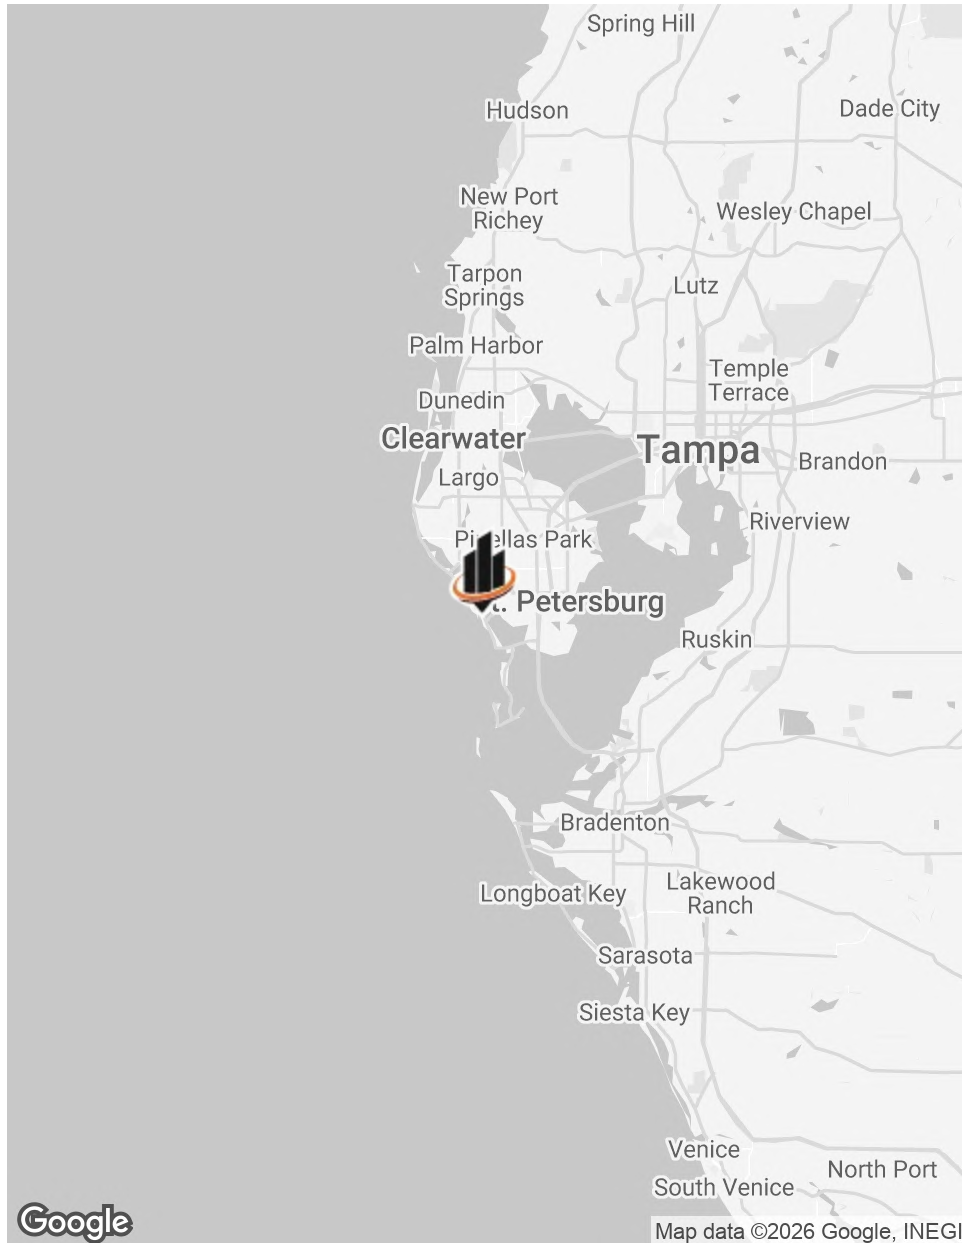 Spring Hill
Hudson
Dade City
New Port
Richey
Wesley Chapel
Tarpon
Springs
Lutz
Palm Harbor
Temple
Terrace
Dunedin
Clearwater
Tampa
Brandon
Largo
Riverview
Pinellas Park
t. Petersburg
Ruskin
Bradenton
Longboat Key
Lakewood
Ranch
Sarasota
Siesta Key
Venice
North Port
South Venice
Google
Map data ©2026 Google, INEGI